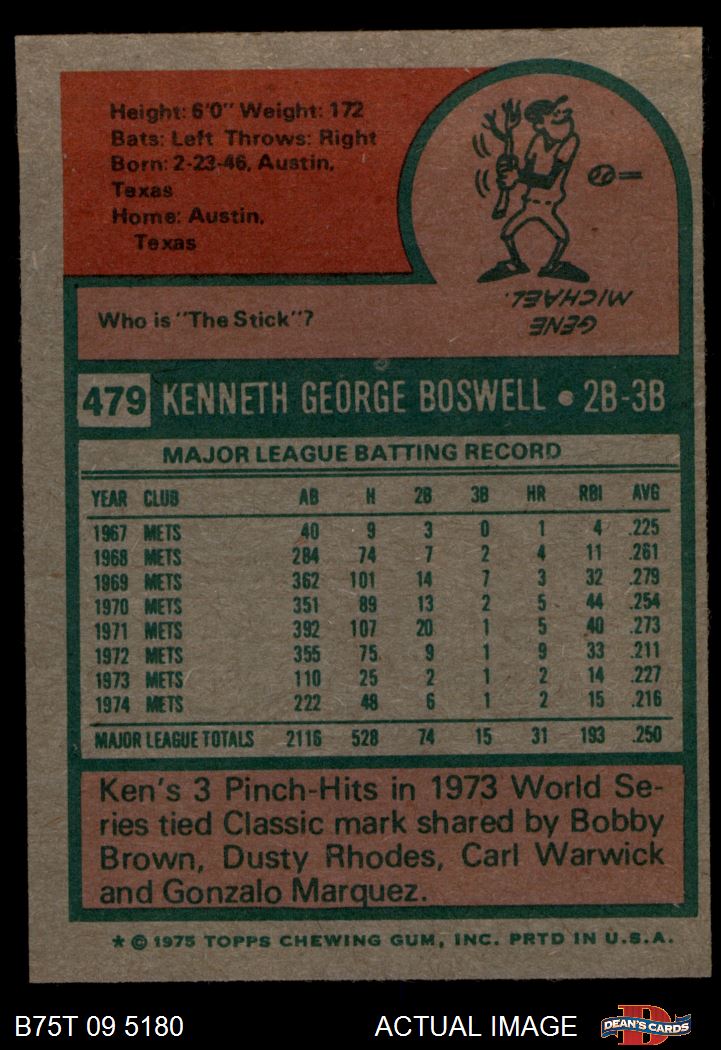 Height: 6'0" Weight: 172
Bats: Left Throws: Right
Born: 2-23-46, Austin,
Texas
Home: Austin,
Texas
Who is "The Stick"?
GENE
MICHAEL.
479 KENNETH GEORGE BOSWELL • 2B-3B
MAJOR LEAGUE BATTING RECORD
YEAR CLUB AB H 2B 3B HR RBI AVG
1967 METS 40 9 3 0 1 4 .225
1968 METS 284 74 7 2 4 11 .261
1969 METS 362 101 14 7 3 32 .279
1970 METS 351 89 13 2 5 44 .254
1971 METS 392 107 20 1 5 40 .273
1972 METS 355 75 9 1 9 33 .211
1973 METS 110 25 2 1 2 14 .227
1974 METS 222 48 6 1 2 15 .216
MAJOR LEAGUE TOTALS 2116 528 74 15 31 193 .250
Ken's 3 Pinch-Hits in 1973 World Se-
ries tied Classic mark shared by Bobby
Brown, Dusty Rhodes, Carl Warwick
and Gonzalo Marquez.
* © 1975 TOPPS CHEWING GUM, INC. PRTD IN U.S.A.
B75T 09 5180 ACTUAL IMAGE D DEAN'S CARDS